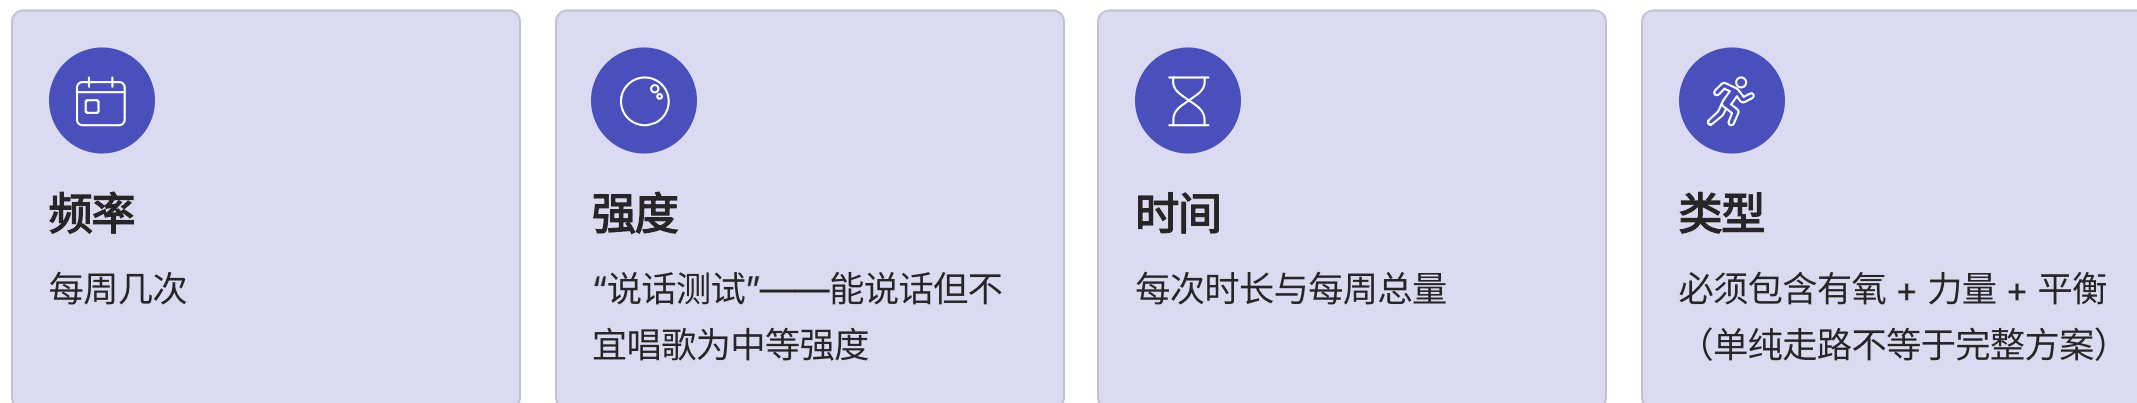 频率
每周几次
强度
“说话测试”——能说话但不
宜唱歌为中等强度
时间
每次时长与每周总量
类型
必须包含有氧 + 力量 + 平衡
（单纯走路不等于完整方案）